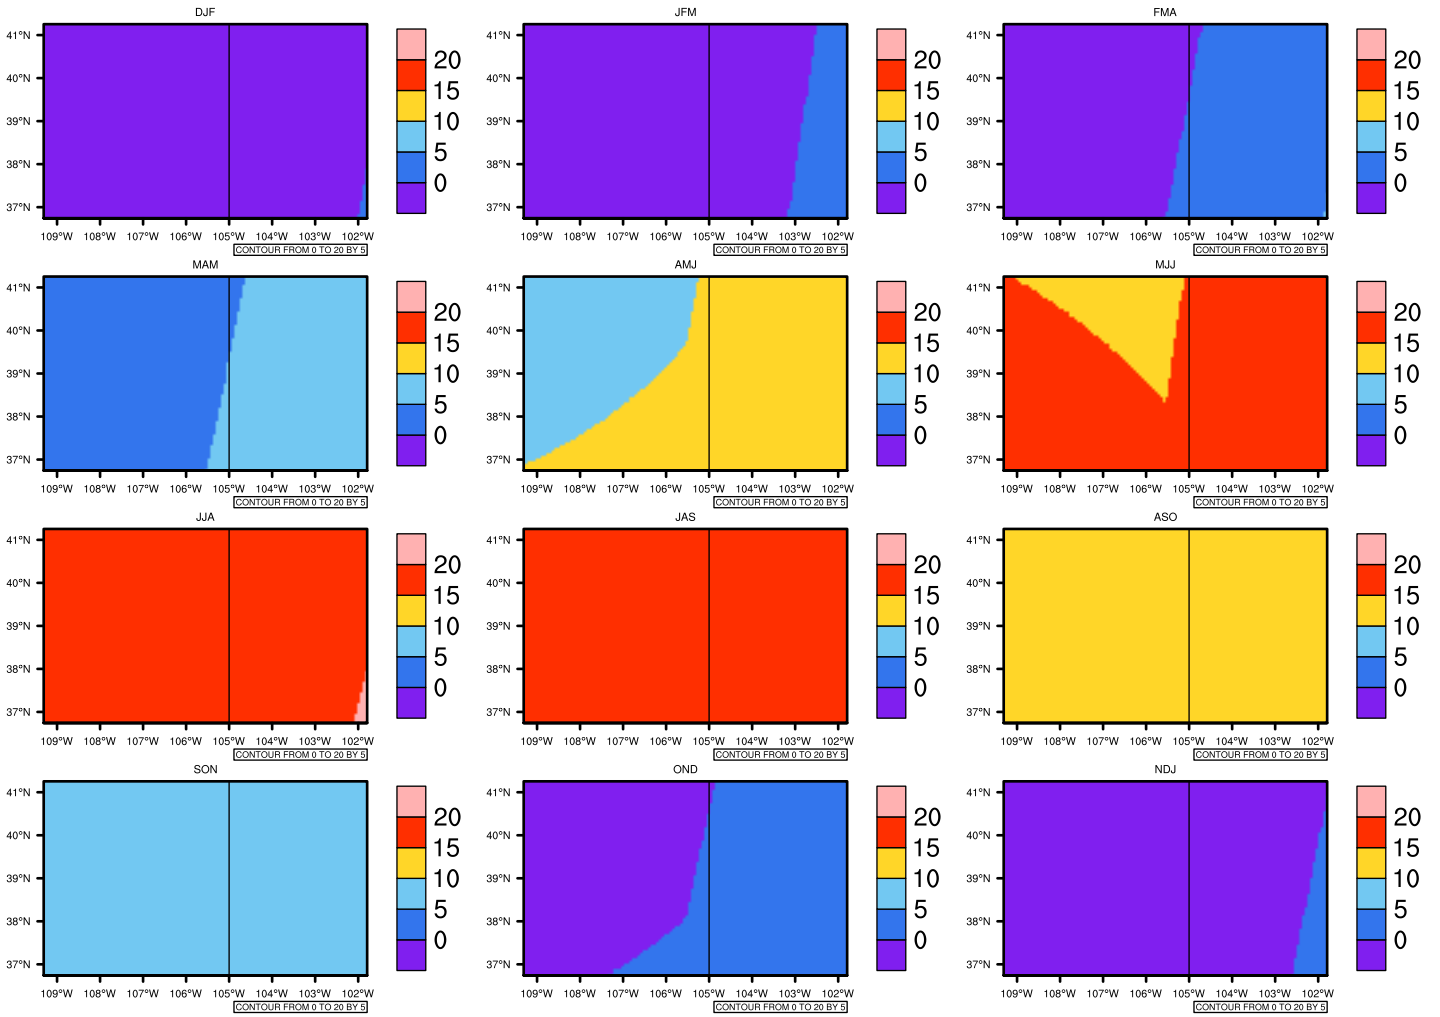 DJF JFM FMA
41°N 20 41°N 20 41°N 20
40°N 15 40°N 15 40°N 15
39°N 10 39°N 10 39°N 10
38°N 5 38°N 5 38°N 5
37°N 0 37°N 0 37°N 0
109°W 108°W 107°W 106°W 105°W 104°W 103°W 102°W 109°W 108°W 107°W 106°W 105°W 104°W 103°W 102°W 109°W 108°W 107°W 106°W 105°W 104°W 103°W 102°W
CONTOUR FROM 0 TO 20 BY 5 CONTOUR FROM 0 TO 20 BY 5 CONTOUR FROM 0 TO 20 BY 5
MAM AMJ MJJ
41°N 20 41°N 20 41°N 20
40°N 15 40°N 15 40°N 15
39°N 10 39°N 10 39°N 10
38°N 5 38°N 5 38°N 5
37°N 0 37°N 0 37°N 0
109°W 108°W 107°W 106°W 105°W 104°W 103°W 102°W 109°W 108°W 107°W 106°W 105°W 104°W 103°W 102°W 109°W 108°W 107°W 106°W 105°W 104°W 103°W 102°W
CONTOUR FROM 0 TO 20 BY 5 CONTOUR FROM 0 TO 20 BY 5 CONTOUR FROM 0 TO 20 BY 5
JJA JAS ASO
41°N 20 41°N 20 41°N 20
40°N 15 40°N 15 40°N 15
39°N 10 39°N 10 39°N 10
38°N 5 38°N 5 38°N 5
37°N 0 37°N 0 37°N 0
109°W 108°W 107°W 106°W 105°W 104°W 103°W 102°W 109°W 108°W 107°W 106°W 105°W 104°W 103°W 102°W 109°W 108°W 107°W 106°W 105°W 104°W 103°W 102°W
CONTOUR FROM 0 TO 20 BY 5 CONTOUR FROM 0 TO 20 BY 5 CONTOUR FROM 0 TO 20 BY 5
SON OND NDJ
41°N 20 41°N 20 41°N 20
40°N 15 40°N 15 40°N 15
39°N 10 39°N 10 39°N 10
38°N 5 38°N 5 38°N 5
37°N 0 37°N 0 37°N 0
109°W 108°W 107°W 106°W 105°W 104°W 103°W 102°W 109°W 108°W 107°W 106°W 105°W 104°W 103°W 102°W 109°W 108°W 107°W 106°W 105°W 104°W 103°W 102°W
CONTOUR FROM 0 TO 20 BY 5 CONTOUR FROM 0 TO 20 BY 5 CONTOUR FROM 0 TO 20 BY 5